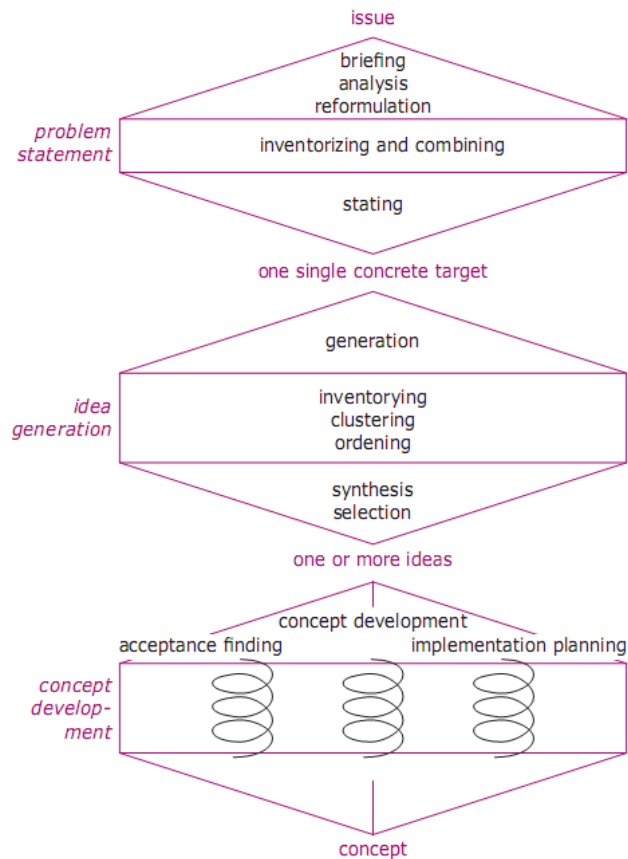 issue
briefing
analysis
reformulation
problem
statement
inventorizing and combining
stating
one single concrete target
generation
idea
generation
inventorying
clustering
ordening
synthesis
selection
one or more ideas
concept development
acceptance finding
implementation planning
concept
develop-
ment
concept